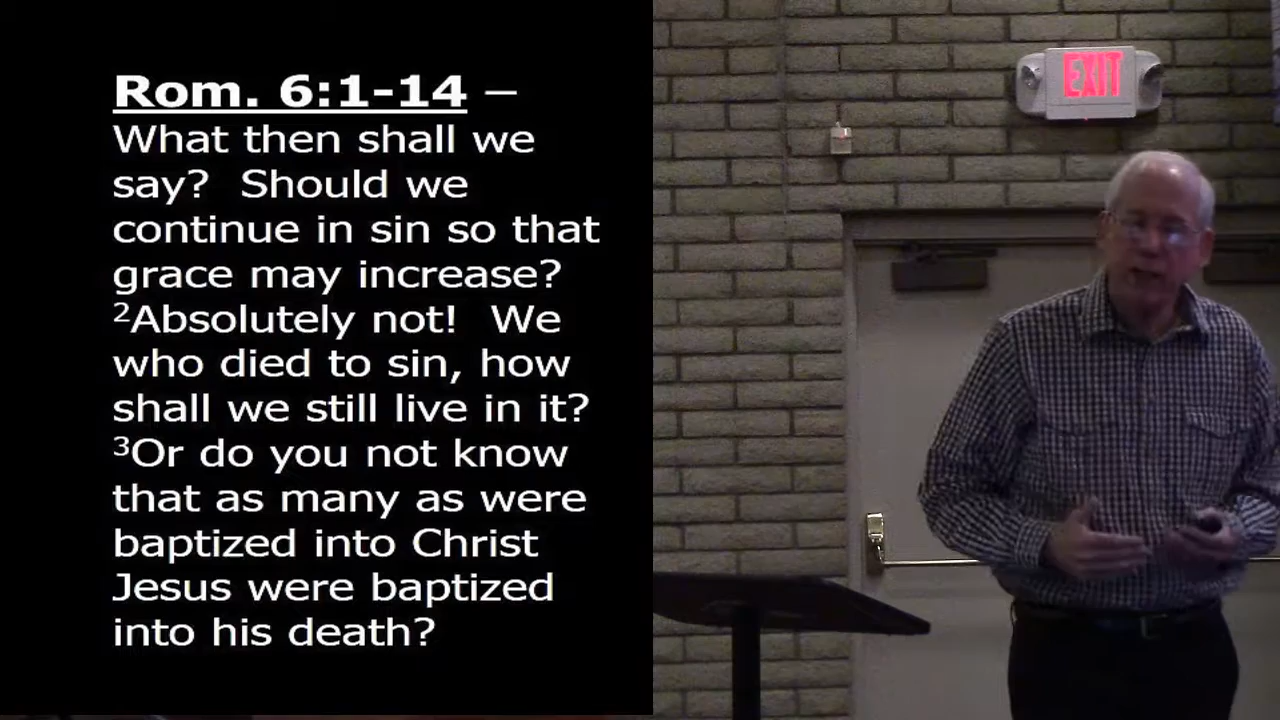 Rom. 6:1-14 –
What then shall we
say?  Should we
continue in sin so that
grace may increase?
²Absolutely not!  We
who died to sin, how
shall we still live in it?
³Or do you not know
that as many as were
baptized into Christ
Jesus were baptized
into his death?
EXIT